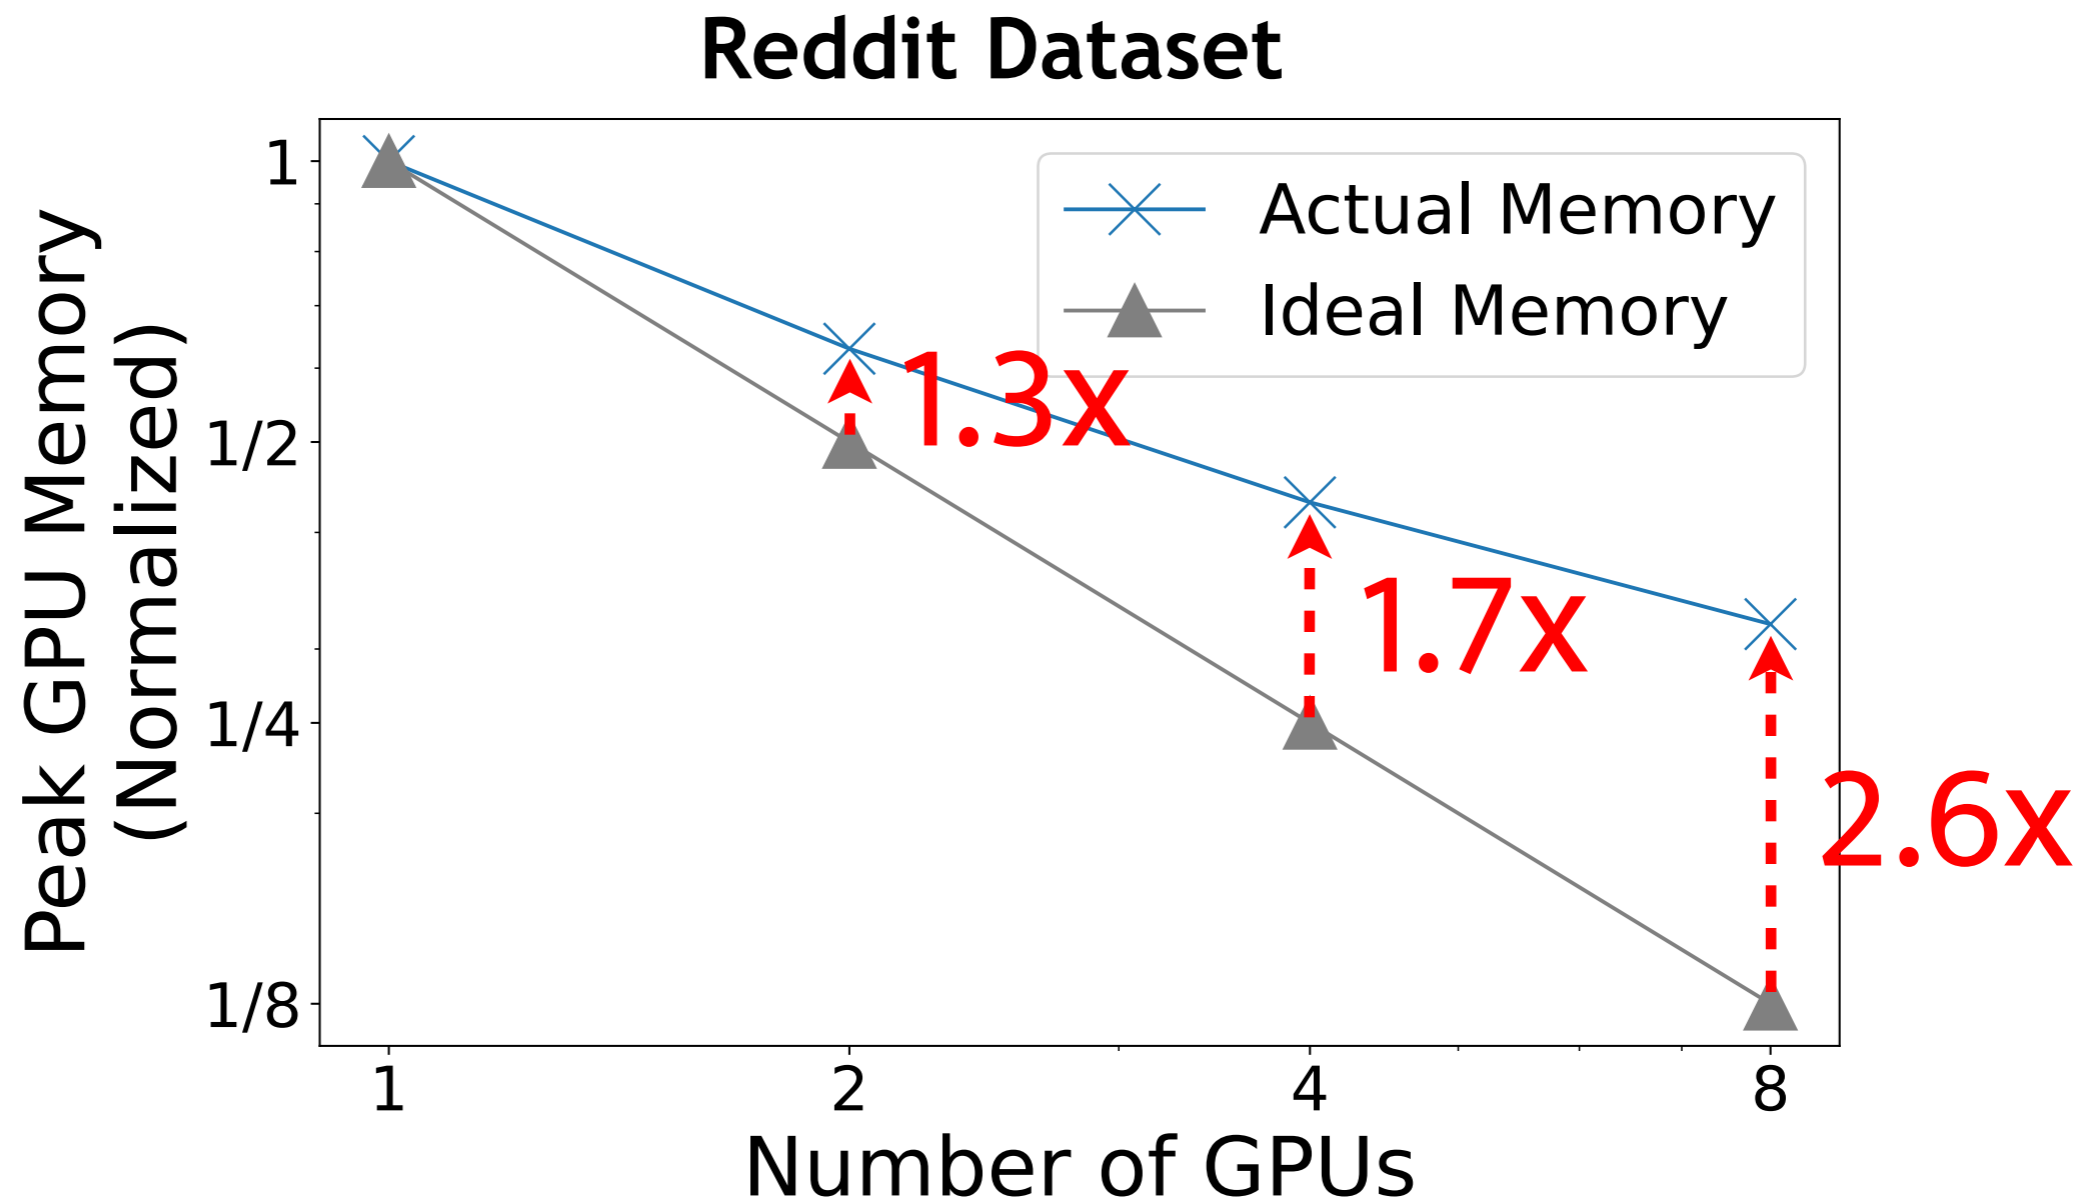 Reddit Dataset
Peak GPU Memory
(Normalized)
1
1/2
1/4
1/8
Actual Memory
Ideal Memory
1.3x
1.7x
2.6x
1
2
4
8
Number of GPUs